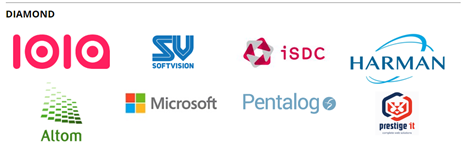 DIAMOND
SV
SOFTVISION
iSDC
HARMAN
Altom
Microsoft
Pentalog
prestige it